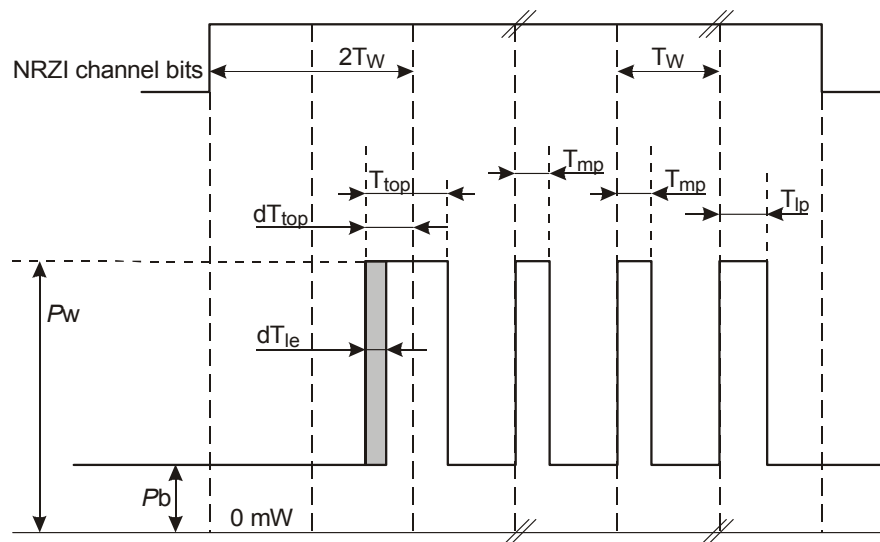 NRZI channel bits
2TW
TW
Tmp
Ttop
Tmp
Tlp
dTtop
Pw
dTle
Pb
0 mW